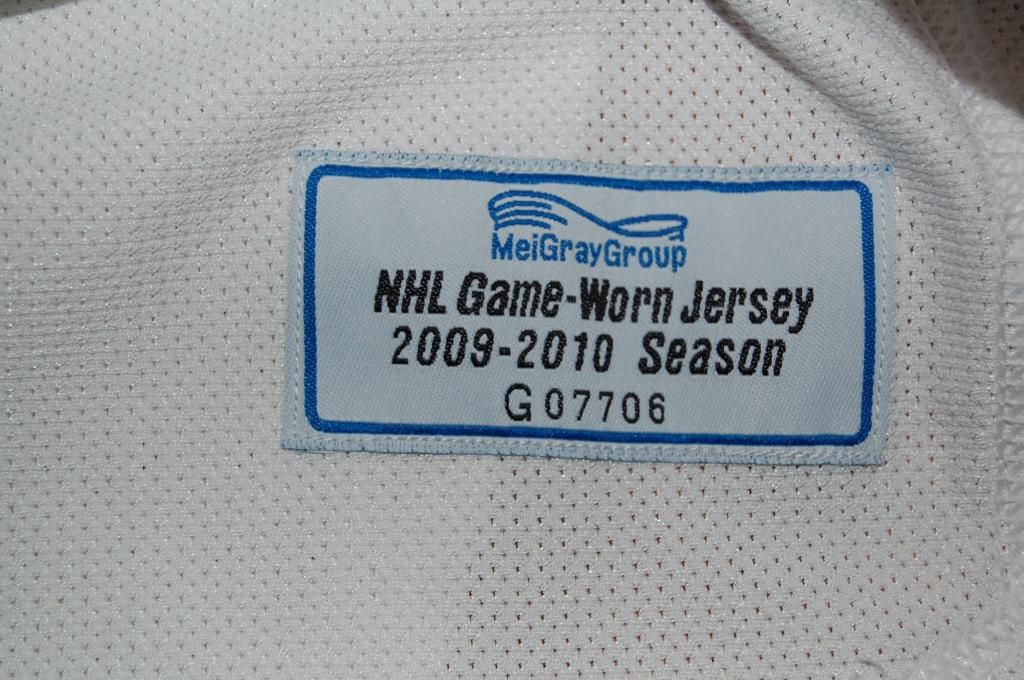 MeiGrayGroup
NHL Game-Worn Jersey
2009-2010 Season
G07706